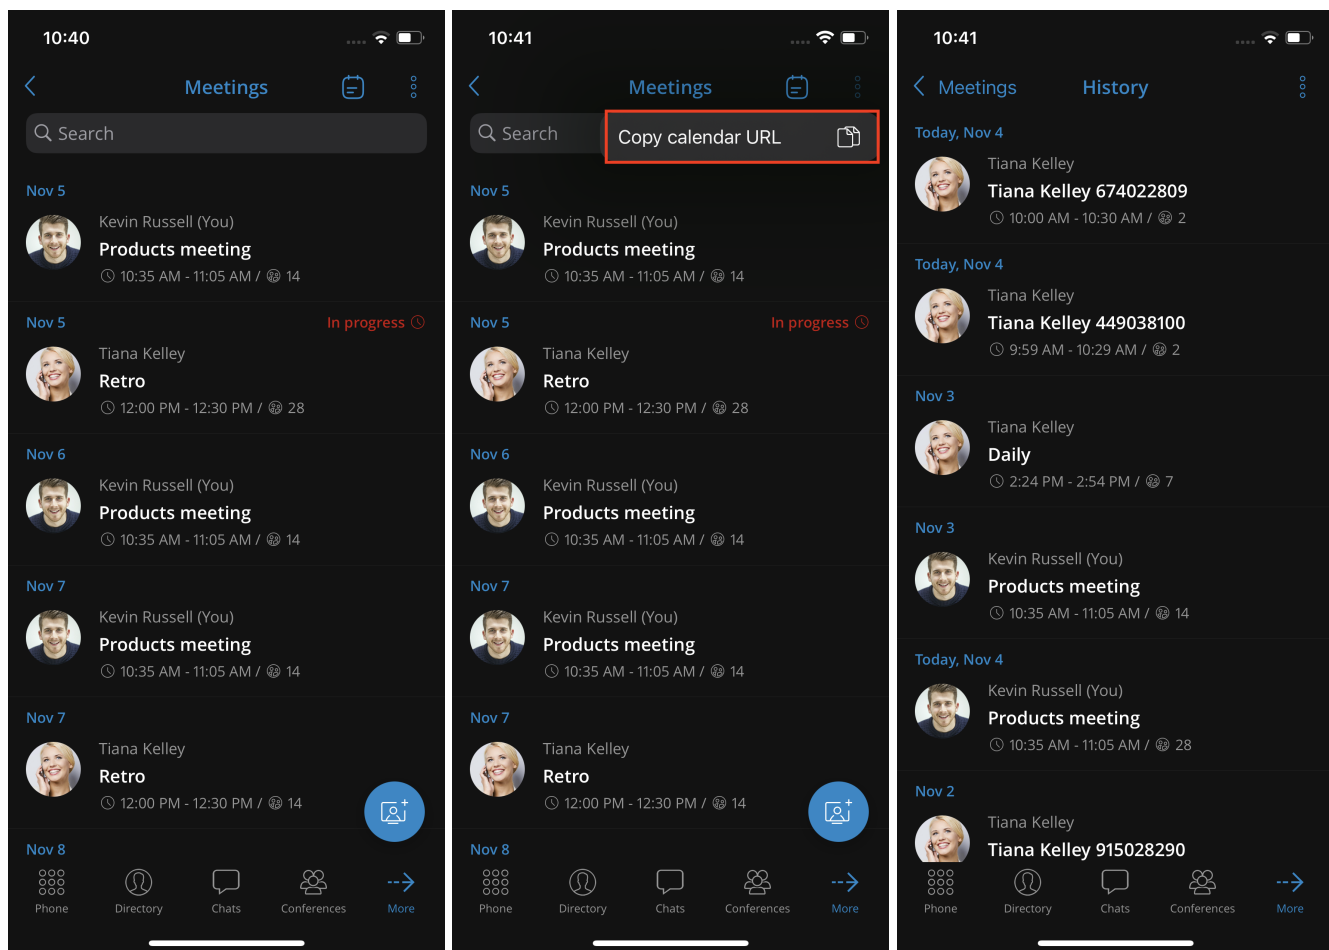 10:40
Meetings
Search
Nov 5
Kevin Russell (You)
Products meeting
10:35 AM - 11:05 AM / 14
Nov 5 In progress
Tiana Kelley
Retro
12:00 PM - 12:30 PM / 28
Nov 6
Kevin Russell (You)
Products meeting
10:35 AM - 11:05 AM / 14
Nov 7
Kevin Russell (You)
Products meeting
10:35 AM - 11:05 AM / 14
Nov 7
Tiana Kelley
Retro
12:00 PM - 12:30 PM / 14
Nov 8
Phone Directory Chats Conferences More
10:41
Meetings
Search
Copy calendar URL
Nov 5
Kevin Russell (You)
Products meeting
10:35 AM - 11:05 AM / 14
Nov 5 In progress
Tiana Kelley
Retro
12:00 PM - 12:30 PM / 28
Nov 6
Kevin Russell (You)
Products meeting
10:35 AM - 11:05 AM / 14
Nov 7
Kevin Russell (You)
Products meeting
10:35 AM - 11:05 AM / 14
Nov 7
Tiana Kelley
Retro
12:00 PM - 12:30 PM / 14
Nov 8
Phone Directory Chats Conferences More
10:41
Meetings History
Today, Nov 4
Tiana Kelley
Tiana Kelley 674022809
10:00 AM - 10:30 AM / 2
Today, Nov 4
Tiana Kelley
Tiana Kelley 449038100
9:59 AM - 10:29 AM / 2
Nov 3
Tiana Kelley
Daily
2:24 PM - 2:54 PM / 7
Nov 3
Kevin Russell (You)
Products meeting
10:35 AM - 11:05 AM / 14
Today, Nov 4
Kevin Russell (You)
Products meeting
10:35 AM - 11:05 AM / 28
Nov 2
Tiana Kelley
Tiana Kelley 915028290
Phone Directory Chats Conferences More